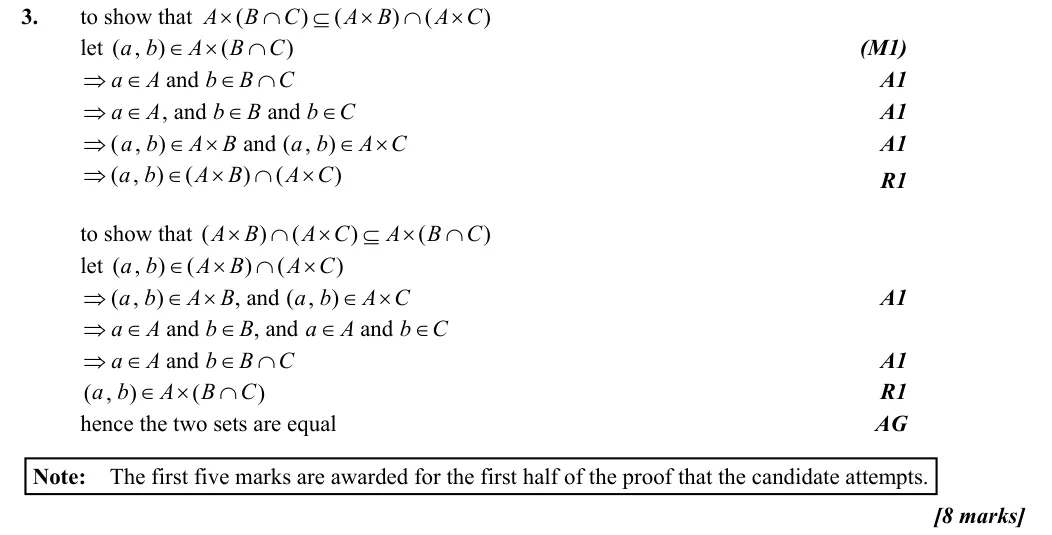 3. to show that A×(B∩C)⊆(A×B)∩(A×C)
let (a, b)∈A×(B∩C) (M1)
⇒a∈A and b∈B∩C A1
⇒a∈A, and b∈B and b∈C A1
⇒(a, b)∈A×B and (a, b)∈A×C A1
⇒(a, b)∈(A×B)∩(A×C) R1
to show that (A×B)∩(A×C)⊆A×(B∩C)
let (a, b)∈(A×B)∩(A×C)
⇒(a, b)∈A×B, and (a, b)∈A×C A1
⇒a∈A and b∈B, and a∈A and b∈C
⇒a∈A and b∈B∩C A1
(a, b)∈A×(B∩C) R1
hence the two sets are equal AG
Note: The first five marks are awarded for the first half of the proof that the candidate attempts.
[8 marks]